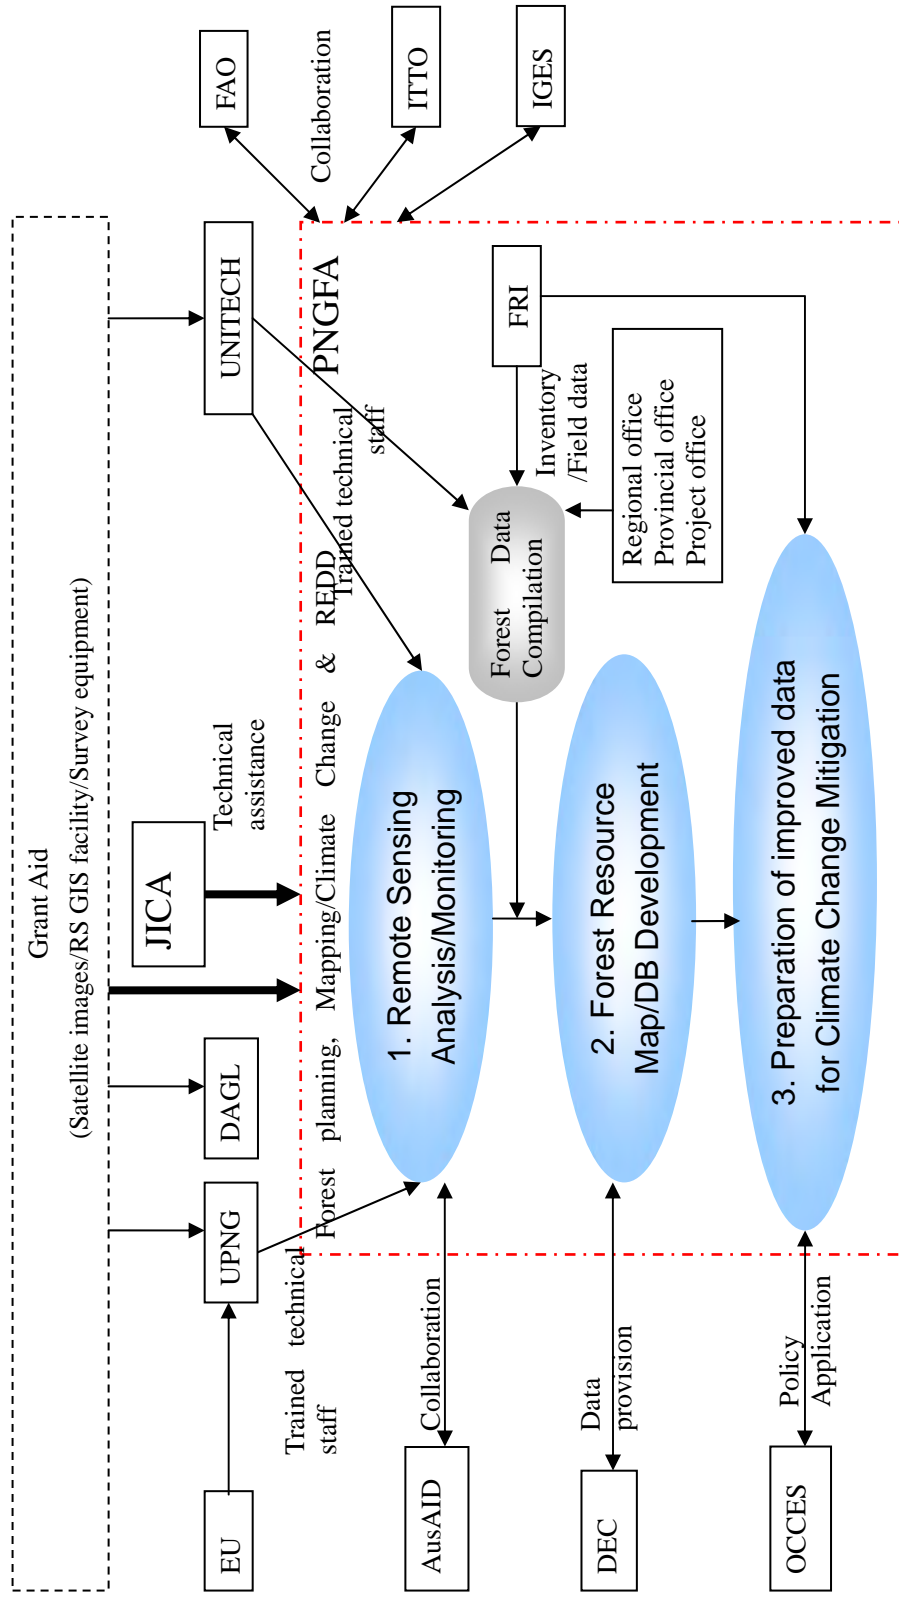 Grant Aid
(Satellite images/RS GIS facility/Survey equipment)
JICA
Technical
assistance
EU
UPNG
DAGL
UNITECH
FAO
Collaboration
ITTO
IGES
Trained technical
staff
PNGFA
Forest planning, Mapping/Climate Change & REDD
Trained technical
staff
AusAID
Collaboration
1. Remote Sensing
Analysis/Monitoring
Forest Data
Compilation
Inventory
/Field data
FRI
Regional office
Provincial office
Project office
DEC
Data
provision
2. Forest Resource
Map/DB Development
OCCES
Policy
Application
3. Preparation of improved data
for Climate Change Mitigation